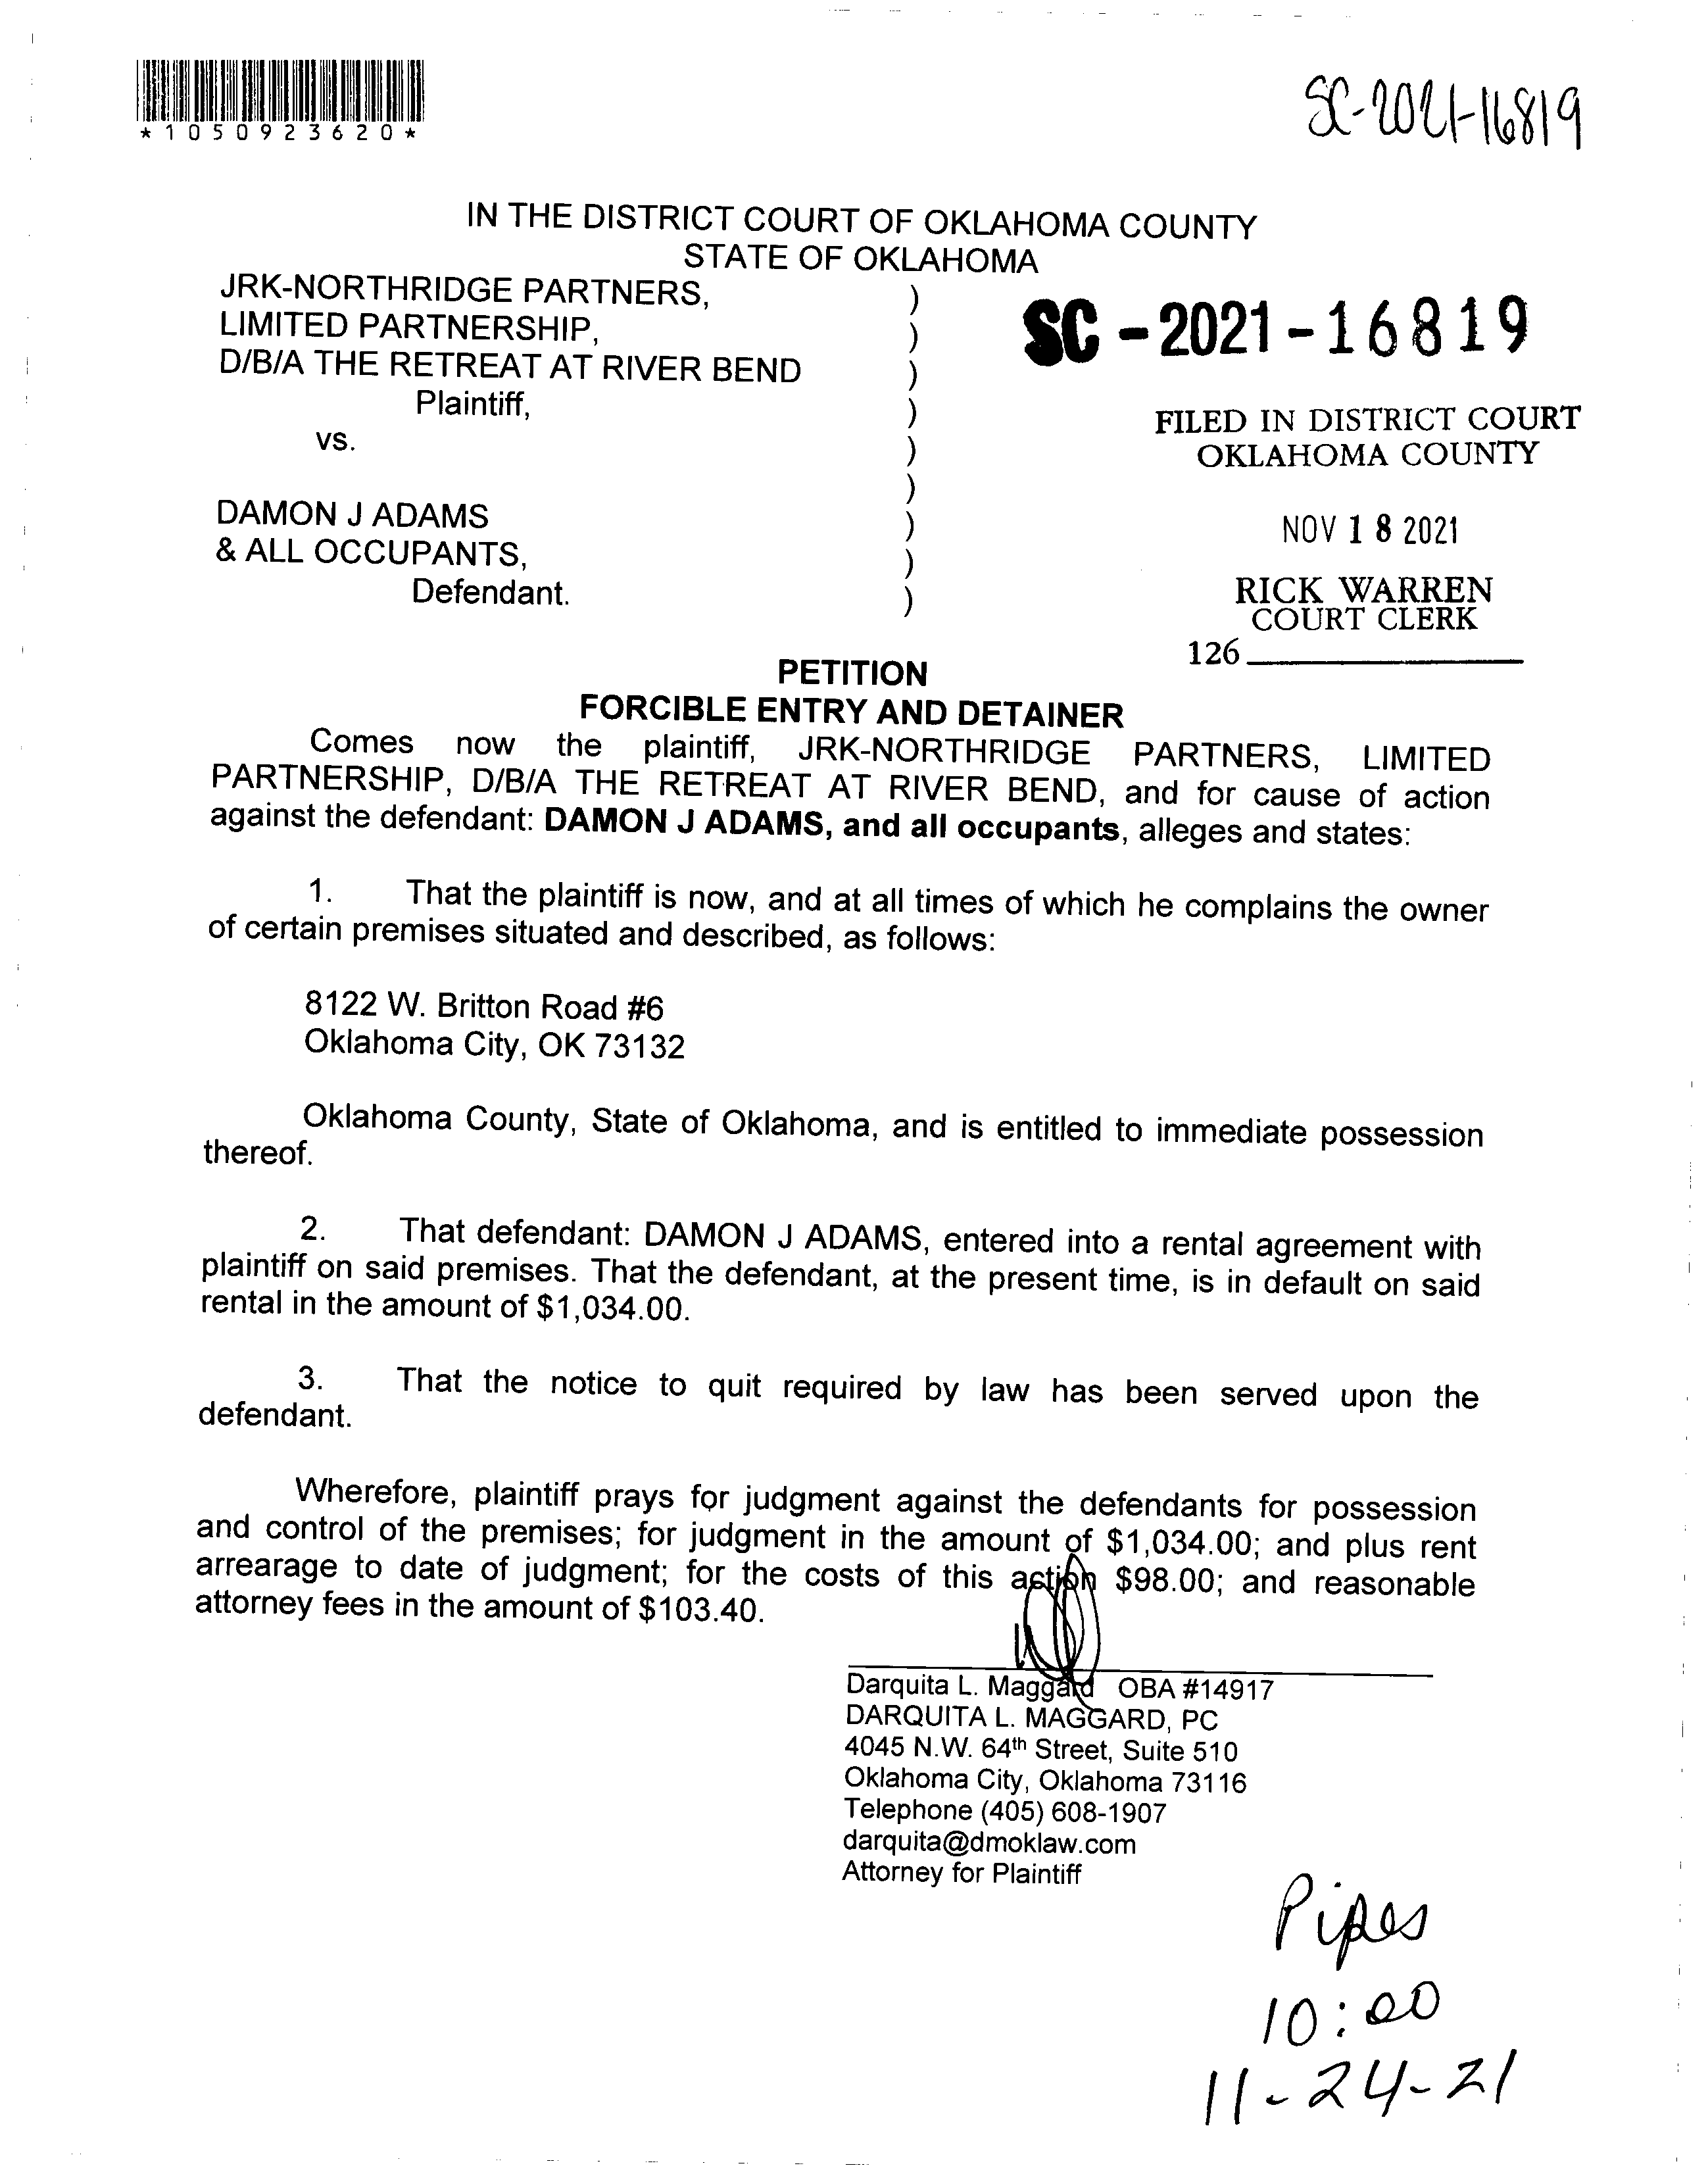 *1050923620*
SC-2021-16819
IN THE DISTRICT COURT OF OKLAHOMA COUNTY
STATE OF OKLAHOMA
JRK-NORTHRIDGE PARTNERS, )
LIMITED PARTNERSHIP, )
D/B/A THE RETREAT AT RIVER BEND )
Plaintiff, )
vs. )
)
DAMON J ADAMS )
& ALL OCCUPANTS, )
Defendant. )
SC-2021-16819
FILED IN DISTRICT COURT
OKLAHOMA COUNTY
NOV 18 2021
RICK WARREN
COURT CLERK
126
PETITION
FORCIBLE ENTRY AND DETAINER
Comes now the plaintiff, JRK-NORTHRIDGE PARTNERS, LIMITED
PARTNERSHIP, D/B/A THE RETREAT AT RIVER BEND, and for cause of action
against the defendant: DAMON J ADAMS, and all occupants, alleges and states:
1. That the plaintiff is now, and at all times of which he complains the owner
of certain premises situated and described, as follows:
8122 W. Britton Road #6
Oklahoma City, OK 73132
Oklahoma County, State of Oklahoma, and is entitled to immediate possession
thereof.
2. That defendant: DAMON J ADAMS, entered into a rental agreement with
plaintiff on said premises. That the defendant, at the present time, is in default on said
rental in the amount of $1,034.00.
3. That the notice to quit required by law has been served upon the
defendant.
Wherefore, plaintiff prays for judgment against the defendants for possession
and control of the premises; for judgment in the amount of $1,034.00; and plus rent
arrearage to date of judgment; for the costs of this action $98.00; and reasonable
attorney fees in the amount of $103.40.
Darquita L. Maggard OBA #14917
DARQUITA L. MAGGARD, PC
4045 N.W. 64th Street, Suite 510
Oklahoma City, Oklahoma 73116
Telephone (405) 608-1907
darquita@dmoklaw.com
Attorney for Plaintiff
Pipes
10:00
11-24-21